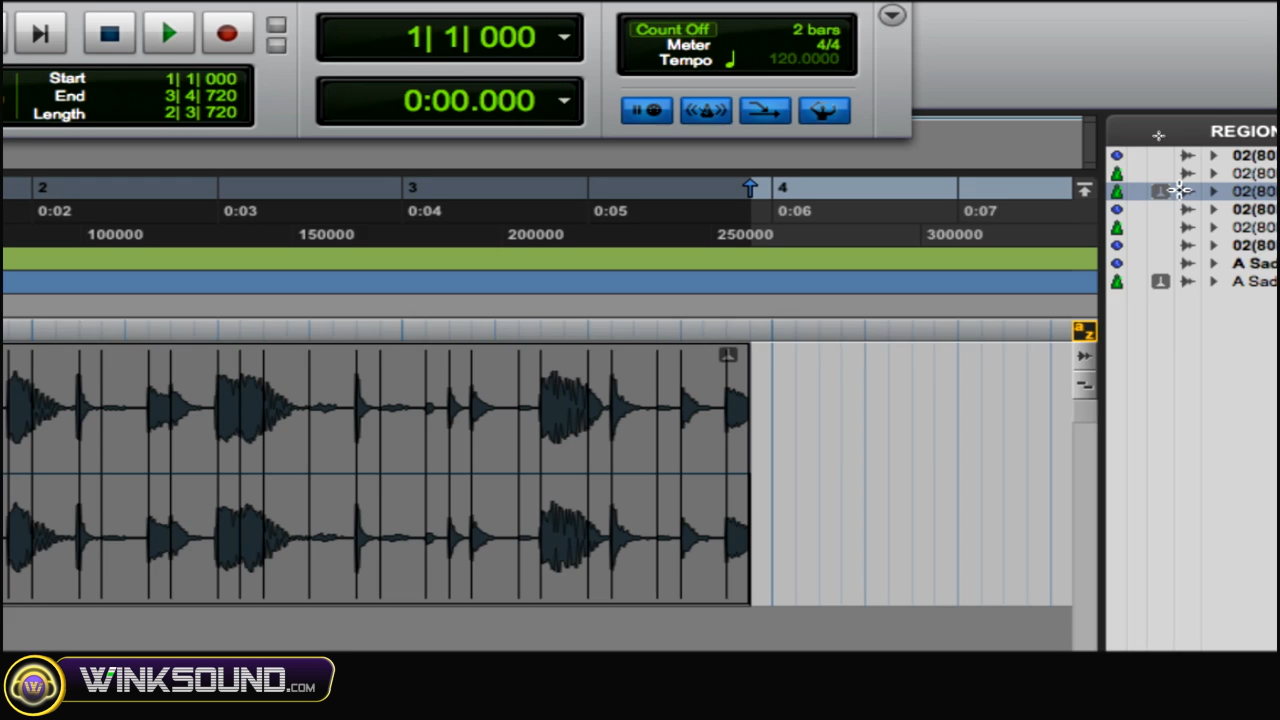 1| 1| 000
Count Off 2 bars
Meter 4/4
Tempo 120.0000
Start 1| 1| 000
End 3| 4| 720
Length 2| 3| 720
0:00.000
REGION
02(80
02(80
02(80
02(80
02(80
02(80
A Sad
A Sad
2 3 4
0:02 0:03 0:04 0:05 0:06 0:07
100000 150000 200000 250000 300000
a z
WINKSOUND.COM